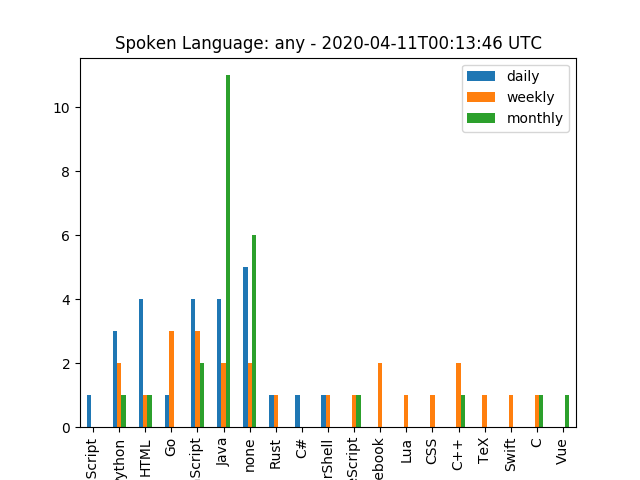 Spoken Language: any - 2020-04-11T00:13:46 UTC
daily
weekly
monthly
10
8
6
4
2
0
Script
ython
HTML
Go
Script
Java
none
Rust
C#
rShell
eScript
ebook
Lua
CSS
C++
TeX
Swift
C
Vue